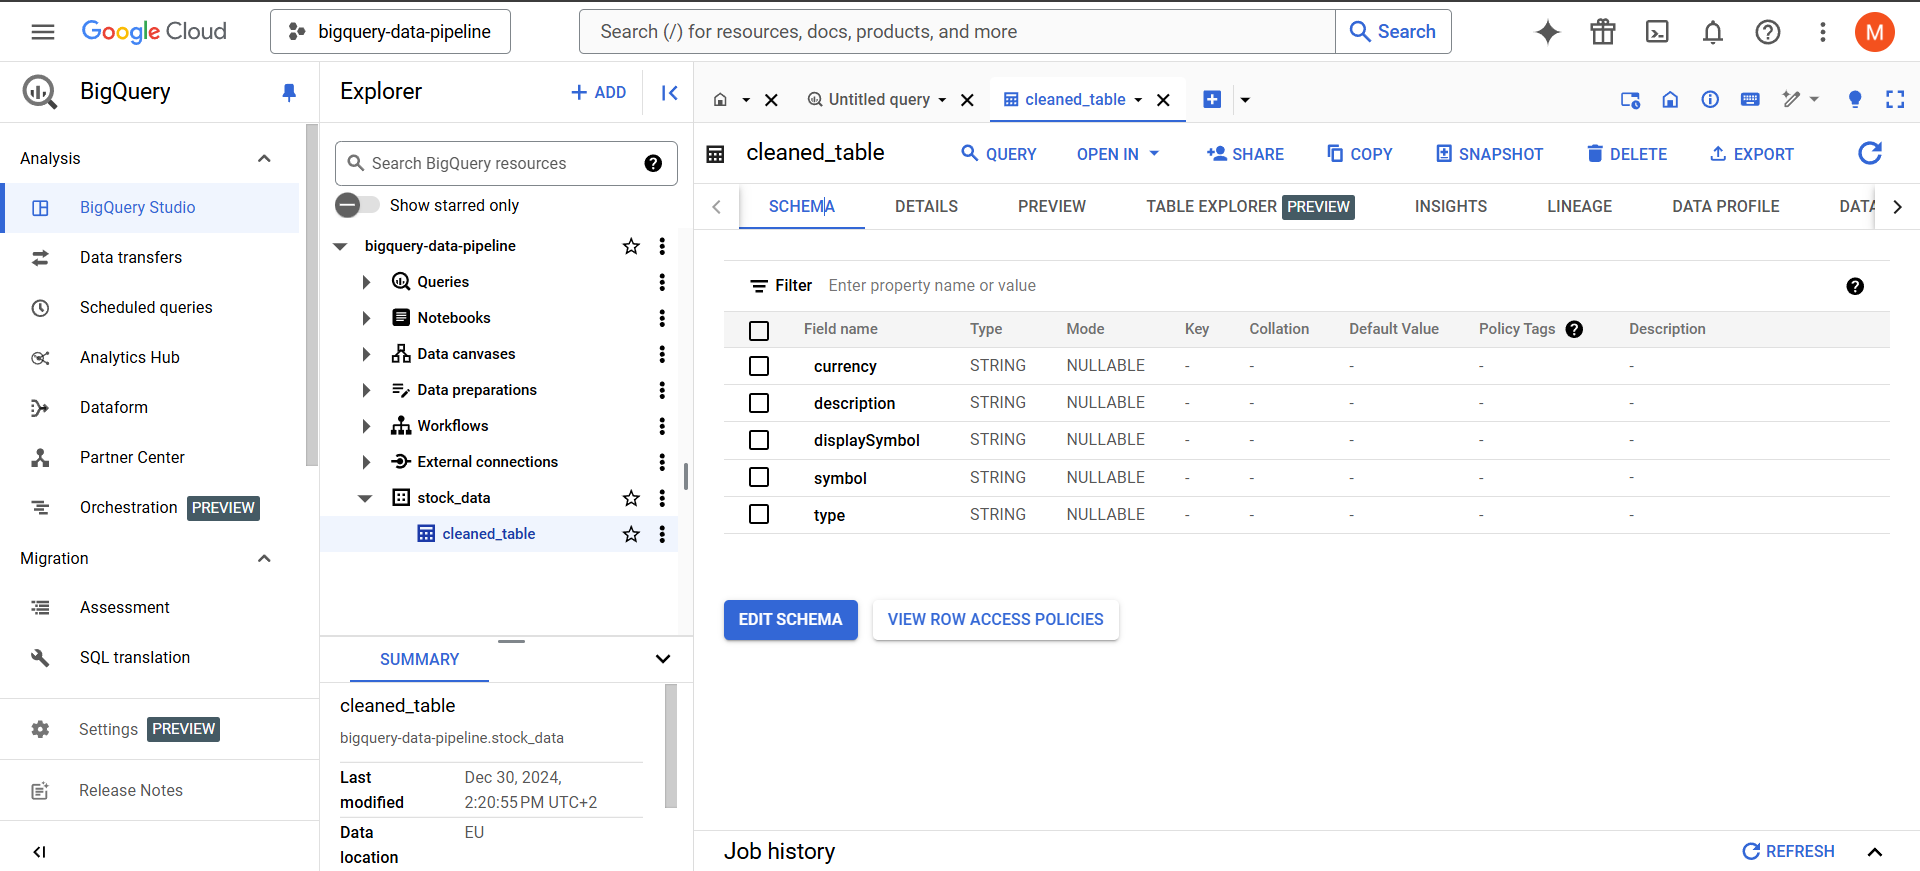 Google Cloud
bigquery-data-pipeline
Search (/) for resources, docs, products, and more
Search
M
BigQuery
Analysis
BigQuery Studio
Data transfers
Scheduled queries
Analytics Hub
Dataform
Partner Center
Orchestration PREVIEW
Migration
Assessment
SQL translation
Settings PREVIEW
Release Notes
Explorer
+ ADD
Search BigQuery resources
Show starred only
bigquery-data-pipeline
Queries
Notebooks
Data canvases
Data preparations
Workflows
External connections
stock_data
cleaned_table
SUMMARY
cleaned_table
bigquery-data-pipeline.stock_data
Last modified Dec 30, 2024, 2:20:55 PM UTC+2
Data location EU
Untitled query
cleaned_table
cleaned_table
QUERY OPEN IN SHARE COPY SNAPSHOT DELETE EXPORT
SCHEMA DETAILS PREVIEW TABLE EXPLORER PREVIEW INSIGHTS LINEAGE DATA PROFILE DATA
Filter Enter property name or value
Field name Type Mode Key Collation Default Value Policy Tags Description
currency STRING NULLABLE - - - - -
description STRING NULLABLE - - - - -
displaySymbol STRING NULLABLE - - - - -
symbol STRING NULLABLE - - - - -
type STRING NULLABLE - - - - -
EDIT SCHEMA VIEW ROW ACCESS POLICIES
Job history
REFRESH